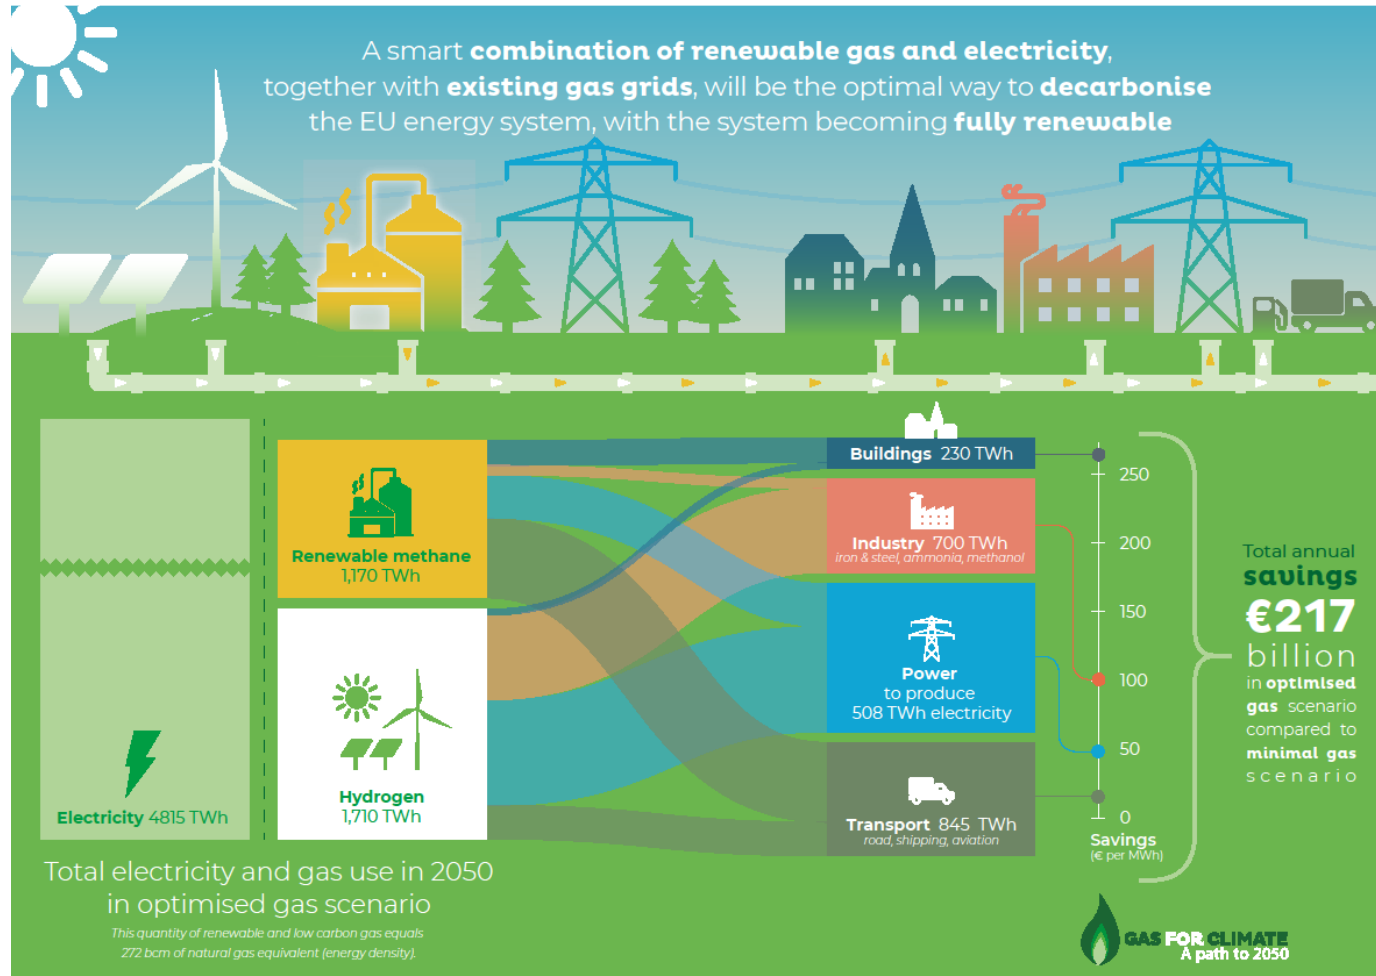 A smart combination of renewable gas and electricity,
together with existing gas grids, will be the optimal way to decarbonise
the EU energy system, with the system becoming fully renewable
Electricity 4815 TWh
Renewable methane
1,170 TWh
Hydrogen
1,710 TWh
Buildings 230 TWh
Industry 700 TWh
iron & steel, ammonia, methanol
Power
to produce
508 TWh electricity
Transport 845 TWh
road, shipping, aviation
250
200
150
100
50
0
Savings
(€ per MWh)
Total annual
savings
€217
billion
in optimised
gas scenario
compared to
minimal gas
scenario
Total electricity and gas use in 2050
in optimised gas scenario
This quantity of renewable and low carbon gas equals
272 bcm of natural gas equivalent (energy density).
GAS FOR CLIMATE
A path to 2050